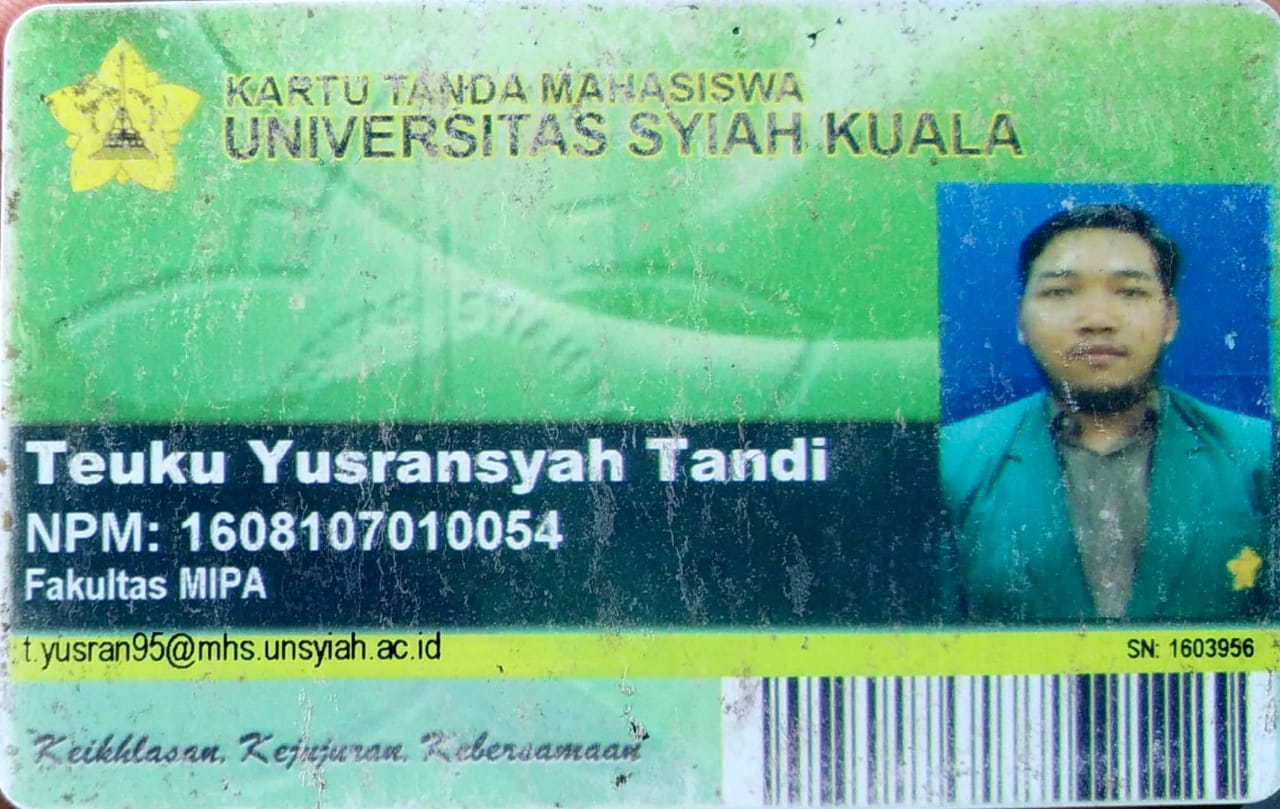 KARTU TANDA MAHASISWA
UNIVERSITAS SYIAH KUALA
Teuku Yusransyah Tandi
NPM: 1608107010054
Fakultas MIPA
t.yusran95@mhs.unsyiah.ac.id
SN: 1603956
Keikhlasan, Kejujuran, Kebersamaan